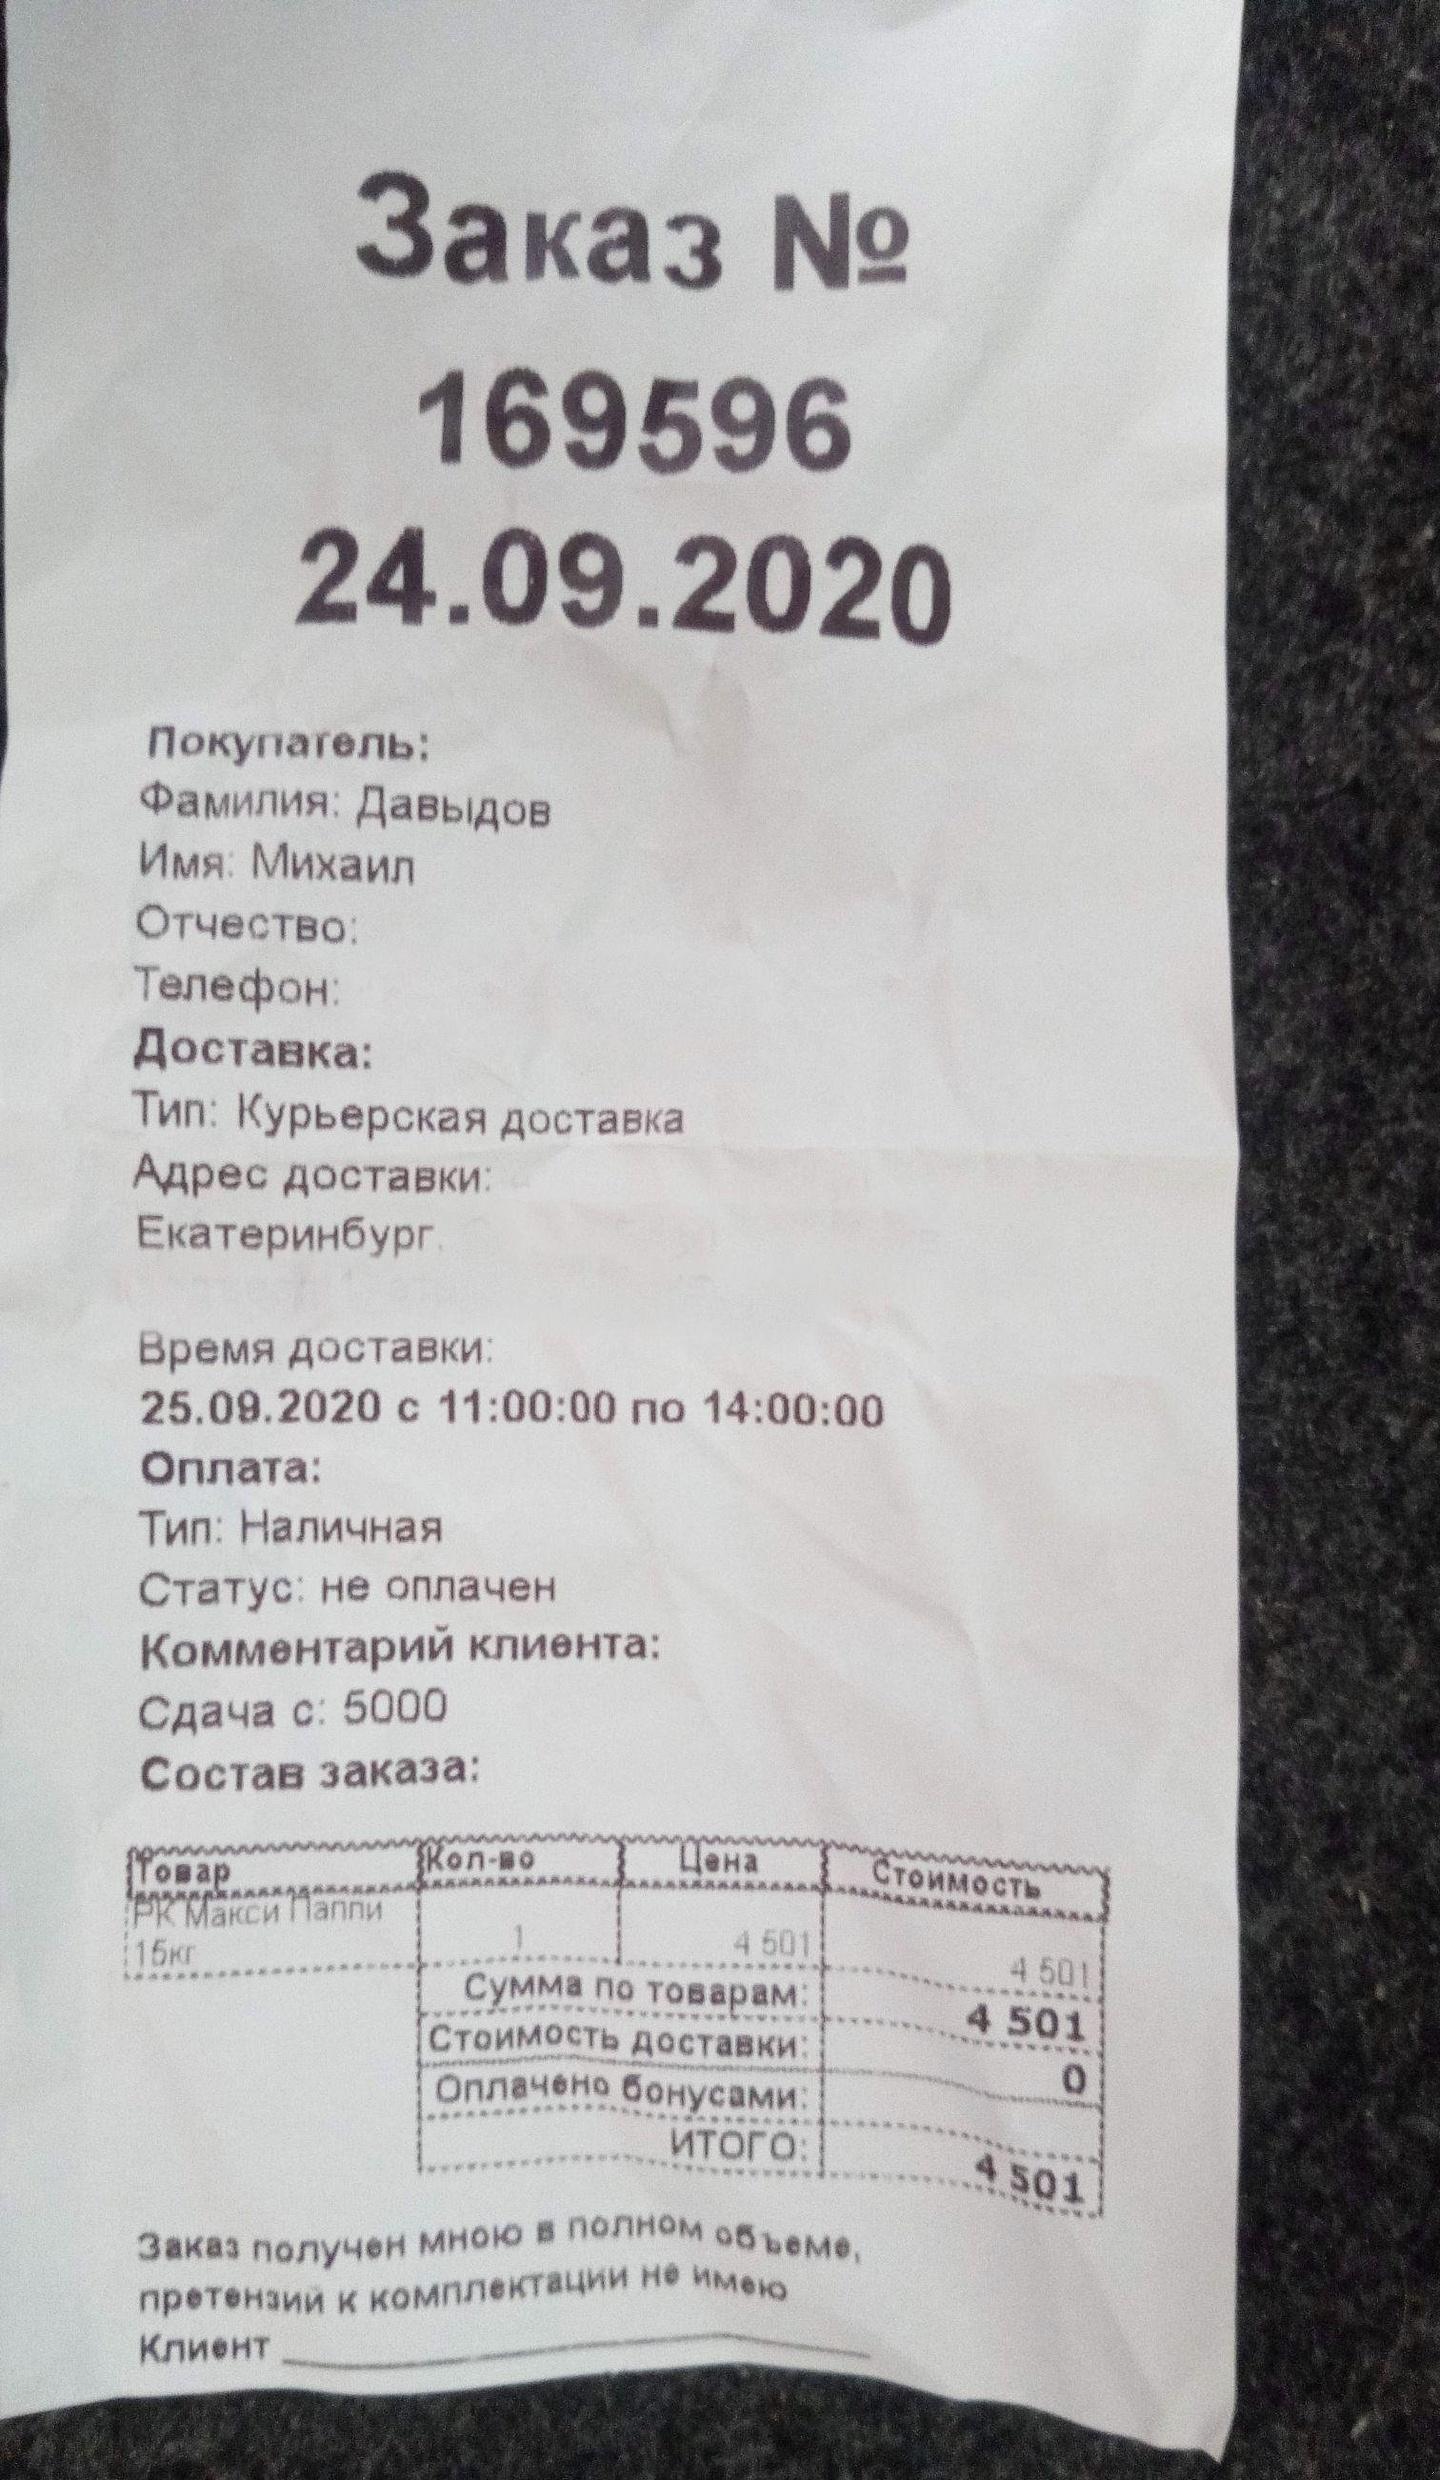 Заказ №
169596
24.09.2020
Покупатель:
Фамилия: Давыдов
Имя: Михаил
Отчество:
Телефон:
Доставка:
Тип: Курьерская доставка
Адрес доставки:
Екатеринбург
Время доставки:
25.09.2020 с 11:00:00 по 14:00:00
Оплата:
Тип: Наличная
Статус: не оплачен
Комментарий клиента:
Сдача с: 5000
Состав заказа:
Товар Кол-во Цена Стоимость
РК Макси Паппи
15кг 1 4 501 4 501
Сумма по товарам: 4 501
Стоимость доставки: 0
Оплачено бонусами:
ИТОГО: 4 501
Заказ получен мною в полном объеме,
претензий к комплектации не имею
Клиент